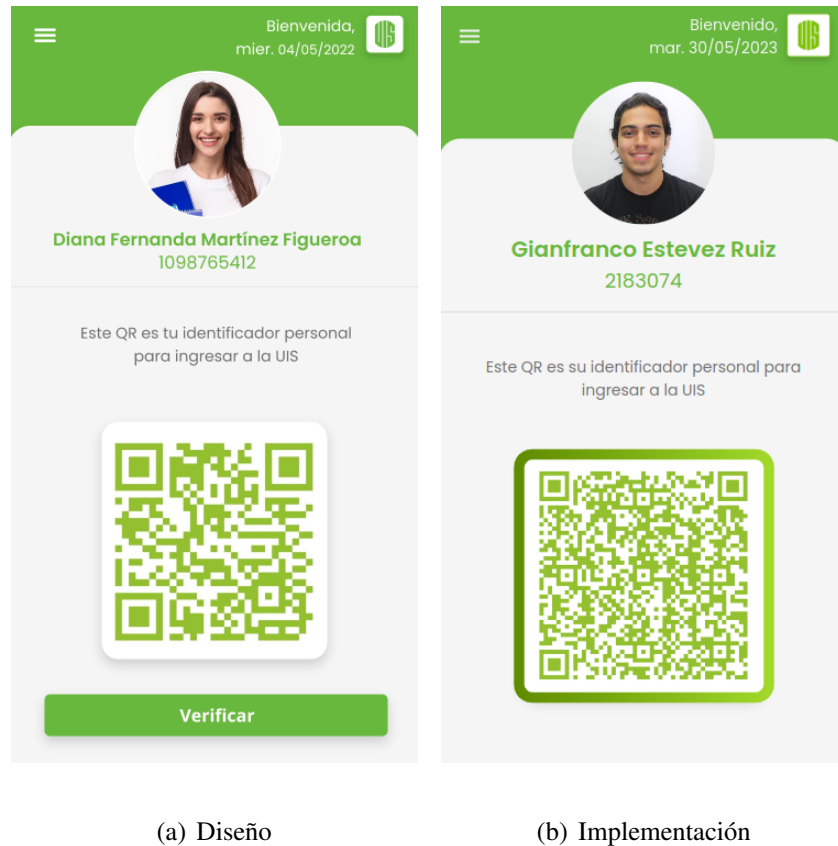 Bienvenida,
mier. 04/05/2022
UIS
Diana Fernanda Martínez Figueroa
1098765412
Este QR es tu identificador personal
para ingresar a la UIS
Verificar
(a) Diseño
Bienvenido,
mar. 30/05/2023
UIS
Gianfranco Estevez Ruiz
2183074
Este QR es su identificador personal para
ingresar a la UIS
(b) Implementación